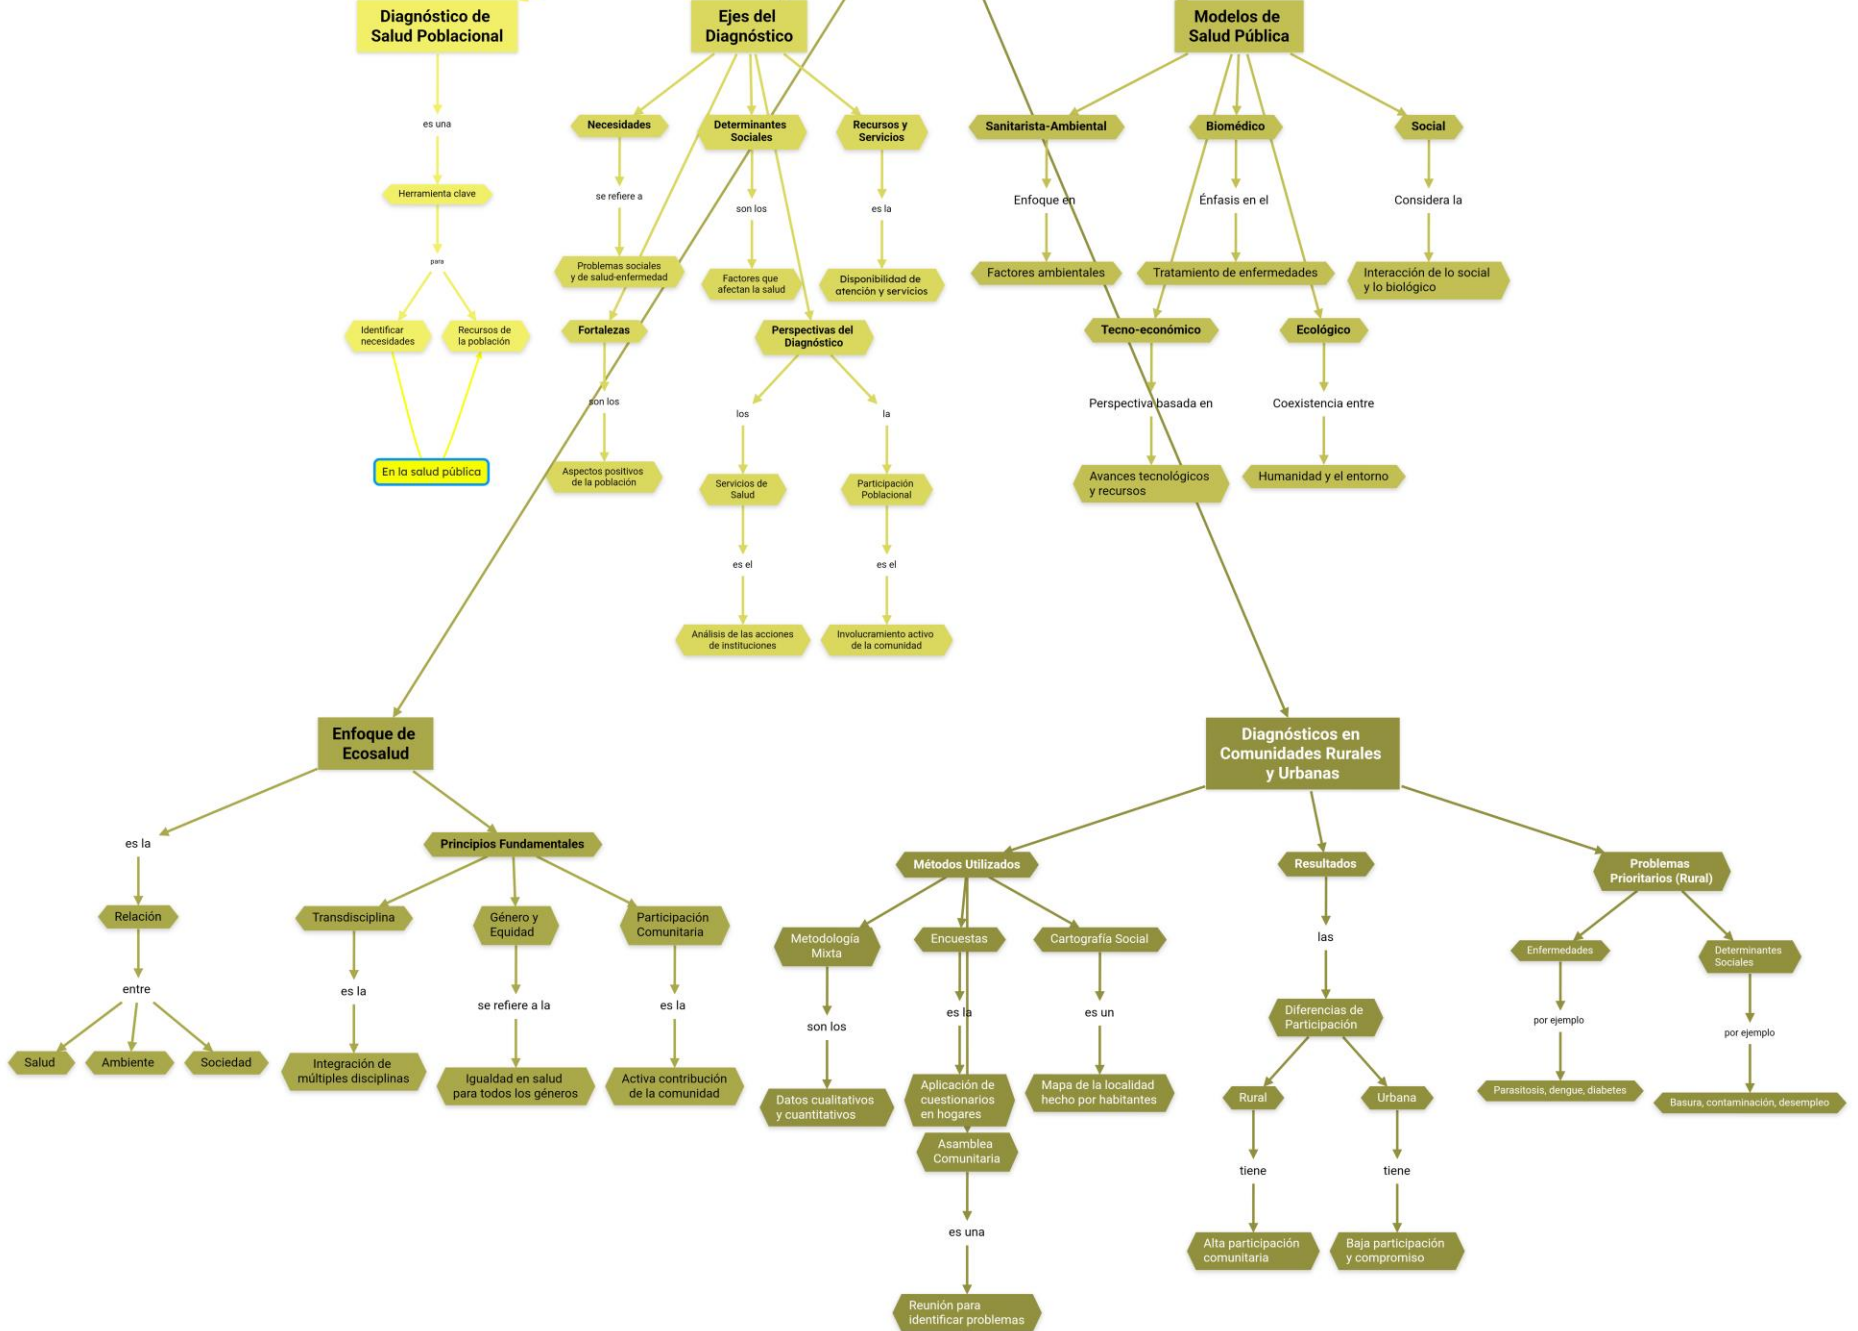 Diagnóstico de
Salud Poblacional
es una
Herramienta clave
para
Identificar
necesidades
Recursos de
la población
En la salud pública
Ejes del
Diagnóstico
Necesidades
se refiere a
Problemas sociales
y de salud-enfermedad
Determinantes
Sociales
son los
Factores que
afectan la salud
Recursos y
Servicios
es la
Disponibilidad de
atención y servicios
Fortalezas
son los
Aspectos positivos
de la población
Perspectivas del
Diagnóstico
los
Servicios de
Salud
es el
Análisis de las acciones
de instituciones
la
Participación
Poblacional
es el
Involucramiento activo
de la comunidad
Modelos de
Salud Pública
Sanitarista-Ambiental
Enfoque en
Factores ambientales
Biomédico
Énfasis en el
Tratamiento de enfermedades
Social
Considera la
Interacción de lo social
y lo biológico
Tecno-económico
Perspectiva basada en
Avances tecnológicos
y recursos
Ecológico
Coexistencia entre
Humanidad y el entorno
Enfoque de
Ecosalud
es la
Relación
entre
Salud
Ambiente
Sociedad
Principios Fundamentales
Transdisciplina
es la
Integración de
múltiples disciplinas
Género y
Equidad
se refiere a la
Igualdad en salud
para todos los géneros
Participación
Comunitaria
es la
Activa contribución
de la comunidad
Diagnósticos en
Comunidades Rurales
y Urbanas
Métodos Utilizados
Metodología
Mixta
son los
Datos cualitativos
y cuantitativos
Encuestas
es la
Aplicación de
cuestionarios
en hogares
Cartografía Social
es un
Mapa de la localidad
hecho por habitantes
Asamblea
Comunitaria
es una
Reunión para
identificar problemas
Resultados
las
Diferencias de
Participación
Rural
tiene
Alta participación
comunitaria
Urbana
tiene
Baja participación
y compromiso
Problemas
Prioritarios (Rural)
Enfermedades
por ejemplo
Parasitosis, dengue, diabetes
Determinantes
Sociales
por ejemplo
Basura, contaminación, desempleo